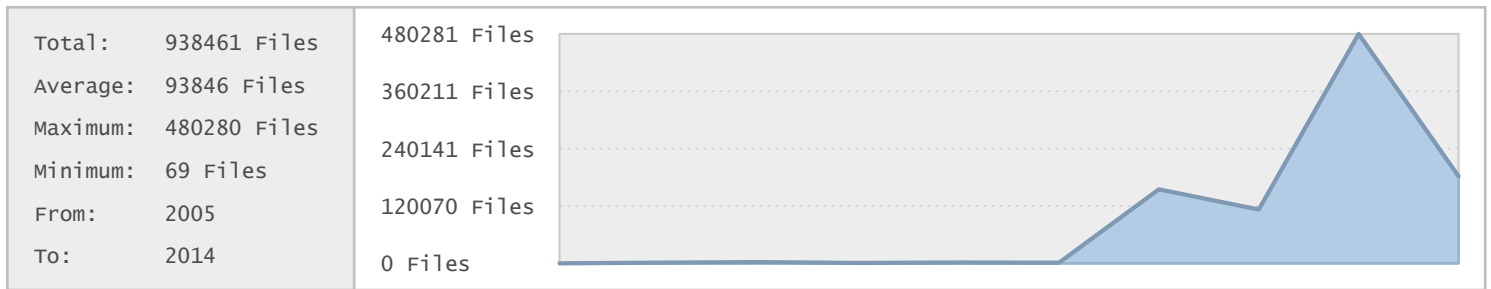 Total: 938461 Files
Average: 93846 Files
Maximum: 480280 Files
Minimum: 69 Files
From: 2005
To: 2014
480281 Files
360211 Files
240141 Files
120070 Files
0 Files